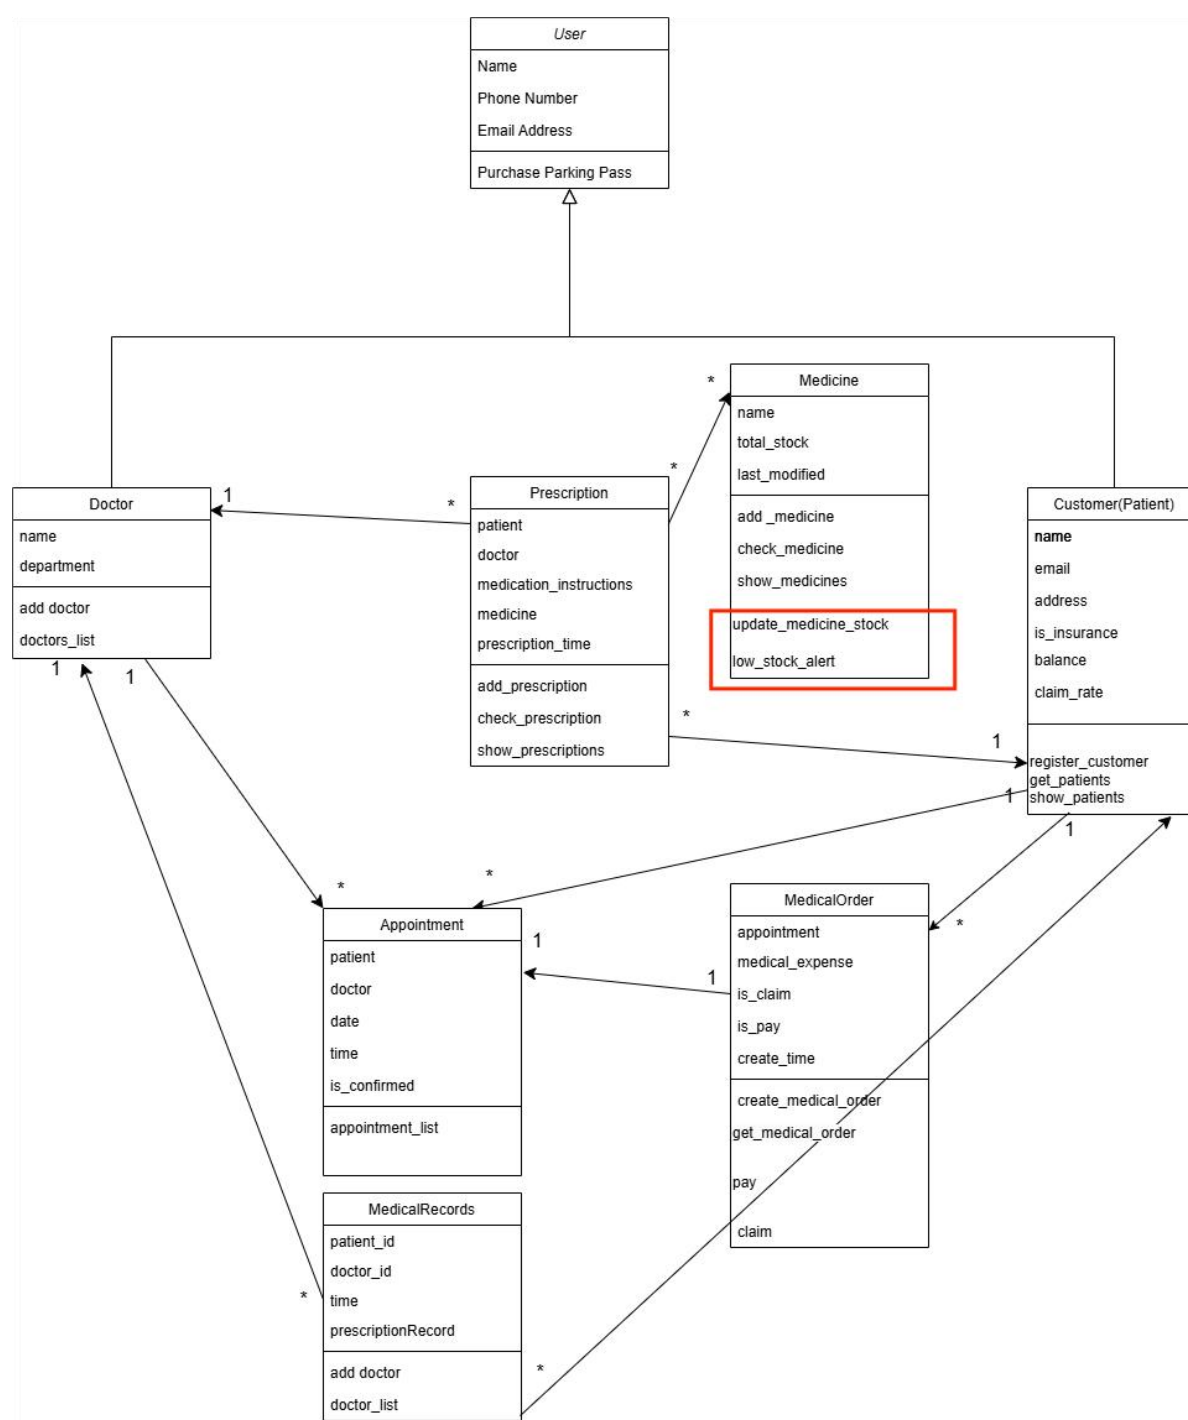 User
Name
Phone Number
Email Address
Purchase Parking Pass
Medicine
name
total_stock
last_modified
add _medicine
check_medicine
show_medicines
update_medicine_stock
low_stock_alert
*
*
Prescription
patient
doctor
medication_instructions
medicine
prescription_time
add_prescription
check_prescription
show_prescriptions
1
*
Doctor
name
department
add doctor
doctors_list
1
1
Customer(Patient)
name
email
address
is_insurance
balance
claim_rate
register_customer
get_patients
show_patients
*
1
1
1
*
*
*
Appointment
patient
doctor
date
time
is_confirmed
appointment_list
1
1
MedicalOrder
appointment
medical_expense
is_claim
is_pay
create_time
create_medical_order
get_medical_order
pay
claim
MedicalRecords
patient_id
doctor_id
time
prescriptionRecord
add doctor
doctor_list
*
*